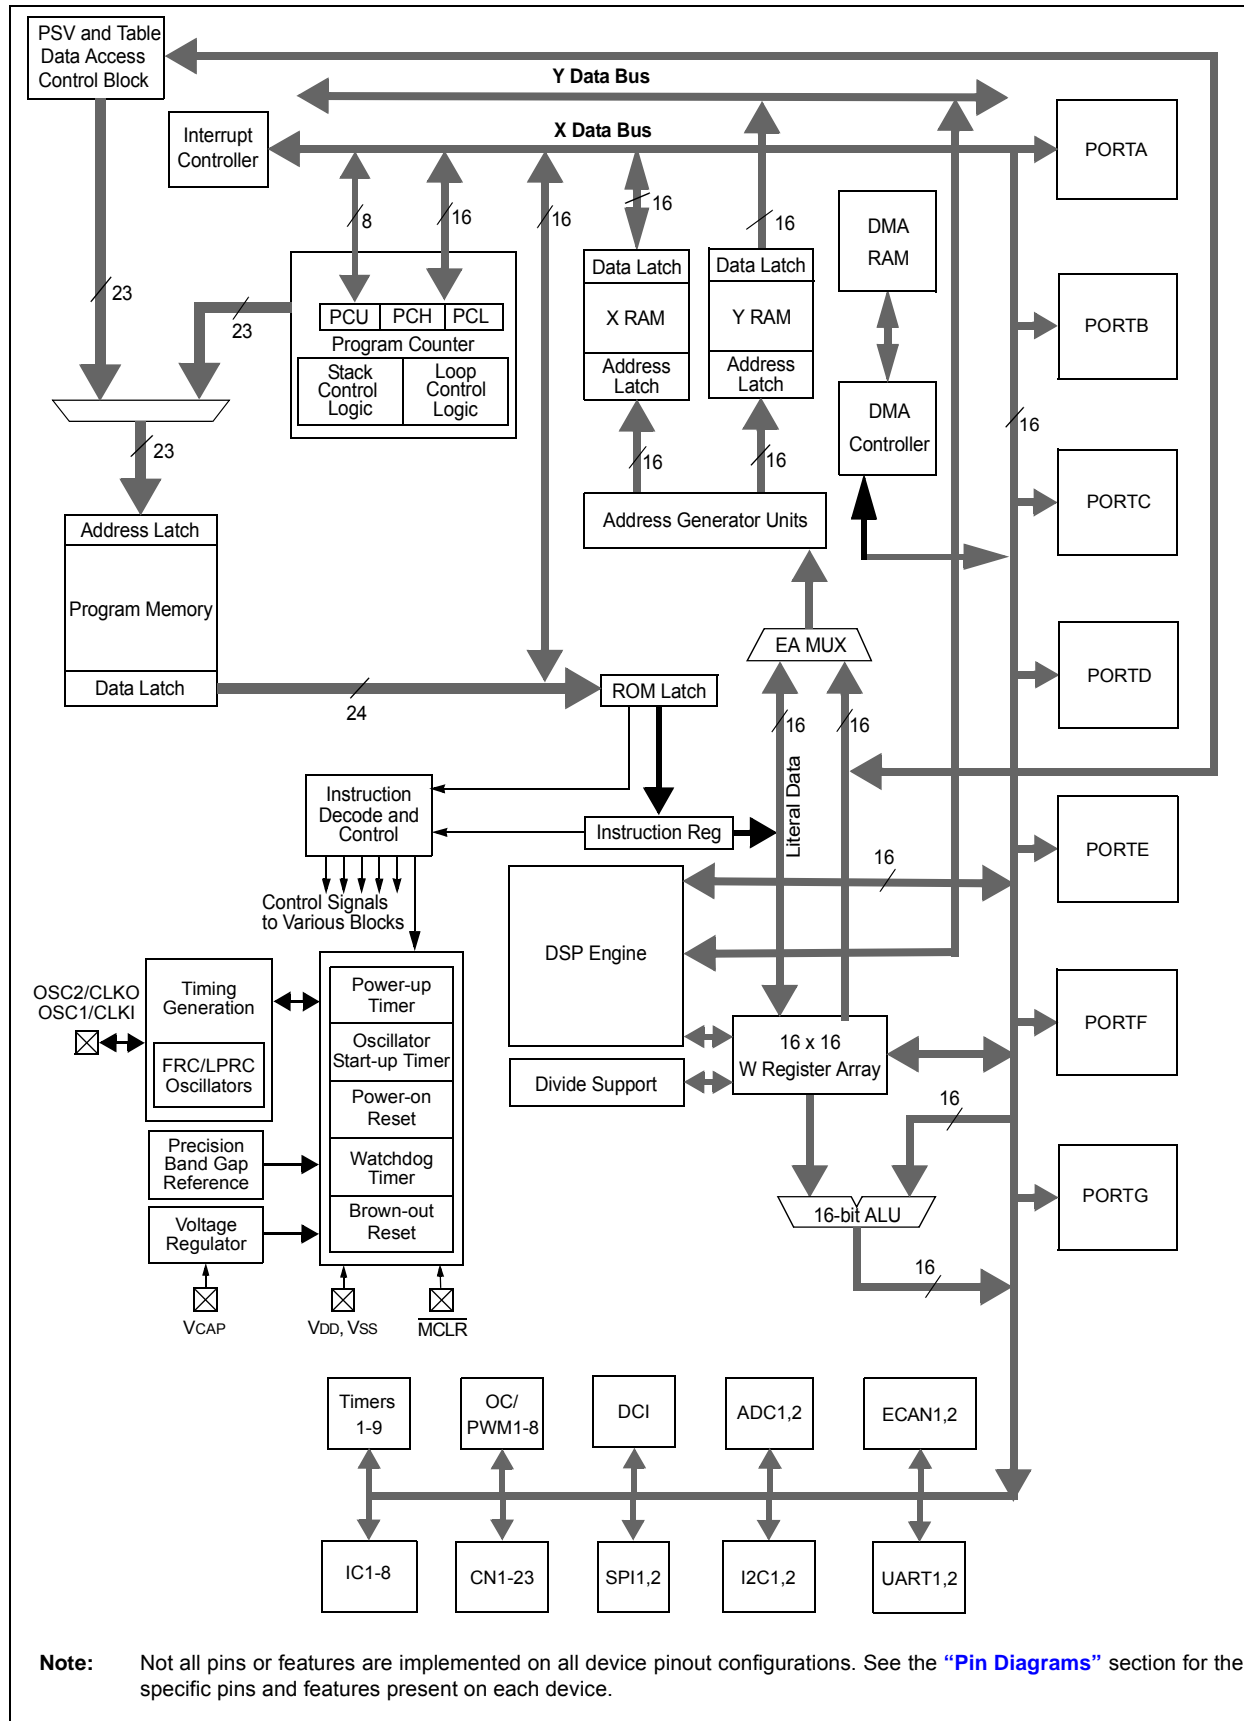 PSV and Table
Data Access
Control Block
Y Data Bus
Interrupt
Controller
X Data Bus
PORTA
8
16
16
16
16
DMA
RAM
23
23
Data Latch
X RAM
Address
Latch
Data Latch
Y RAM
Address
Latch
PCU
PCH
PCL
Program Counter
Stack
Control
Logic
Loop
Control
Logic
PORTB
23
DMA
Controller
16
16
16
PORTC
Address Latch
Program Memory
Data Latch
Address Generator Units
EA MUX
PORTD
24
ROM Latch
16
16
Literal Data
Instruction
Decode and
Control
Instruction Reg
PORTE
16
Control Signals
to Various Blocks
DSP Engine
OSC2/CLKO
OSC1/CLKI
Timing
Generation
FRC/LPRC
Oscillators
Power-up
Timer
Oscillator
Start-up Timer
Power-on
Reset
Watchdog
Timer
Brown-out
Reset
PORTF
16 x 16
W Register Array
Divide Support
16
Precision
Band Gap
Reference
Voltage
Regulator
PORTG
16-bit ALU
16
VCAP
VDD, VSS
MCLR
Timers
1-9
OC/
PWM1-8
DCI
ADC1,2
ECAN1,2
IC1-8
CN1-23
SPI1,2
I2C1,2
UART1,2
Note: Not all pins or features are implemented on all device pinout configurations. See the “Pin Diagrams” section for the
specific pins and features present on each device.